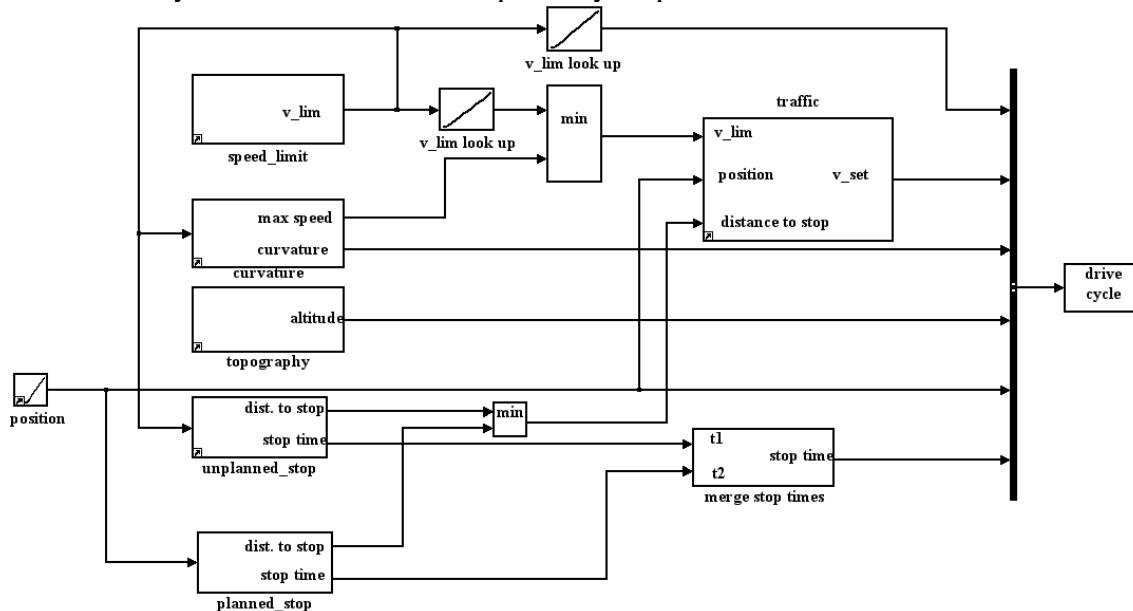 v_lim look up
v_lim
speed_limit
v_lim look up
min
traffic
v_lim
position
v_set
distance to stop
max speed
curvature
curvature
altitude
topography
drive
cycle
position
dist. to stop
stop time
unplanned_stop
min
t1
t2
stop time
merge stop times
dist. to stop
stop time
planned_stop